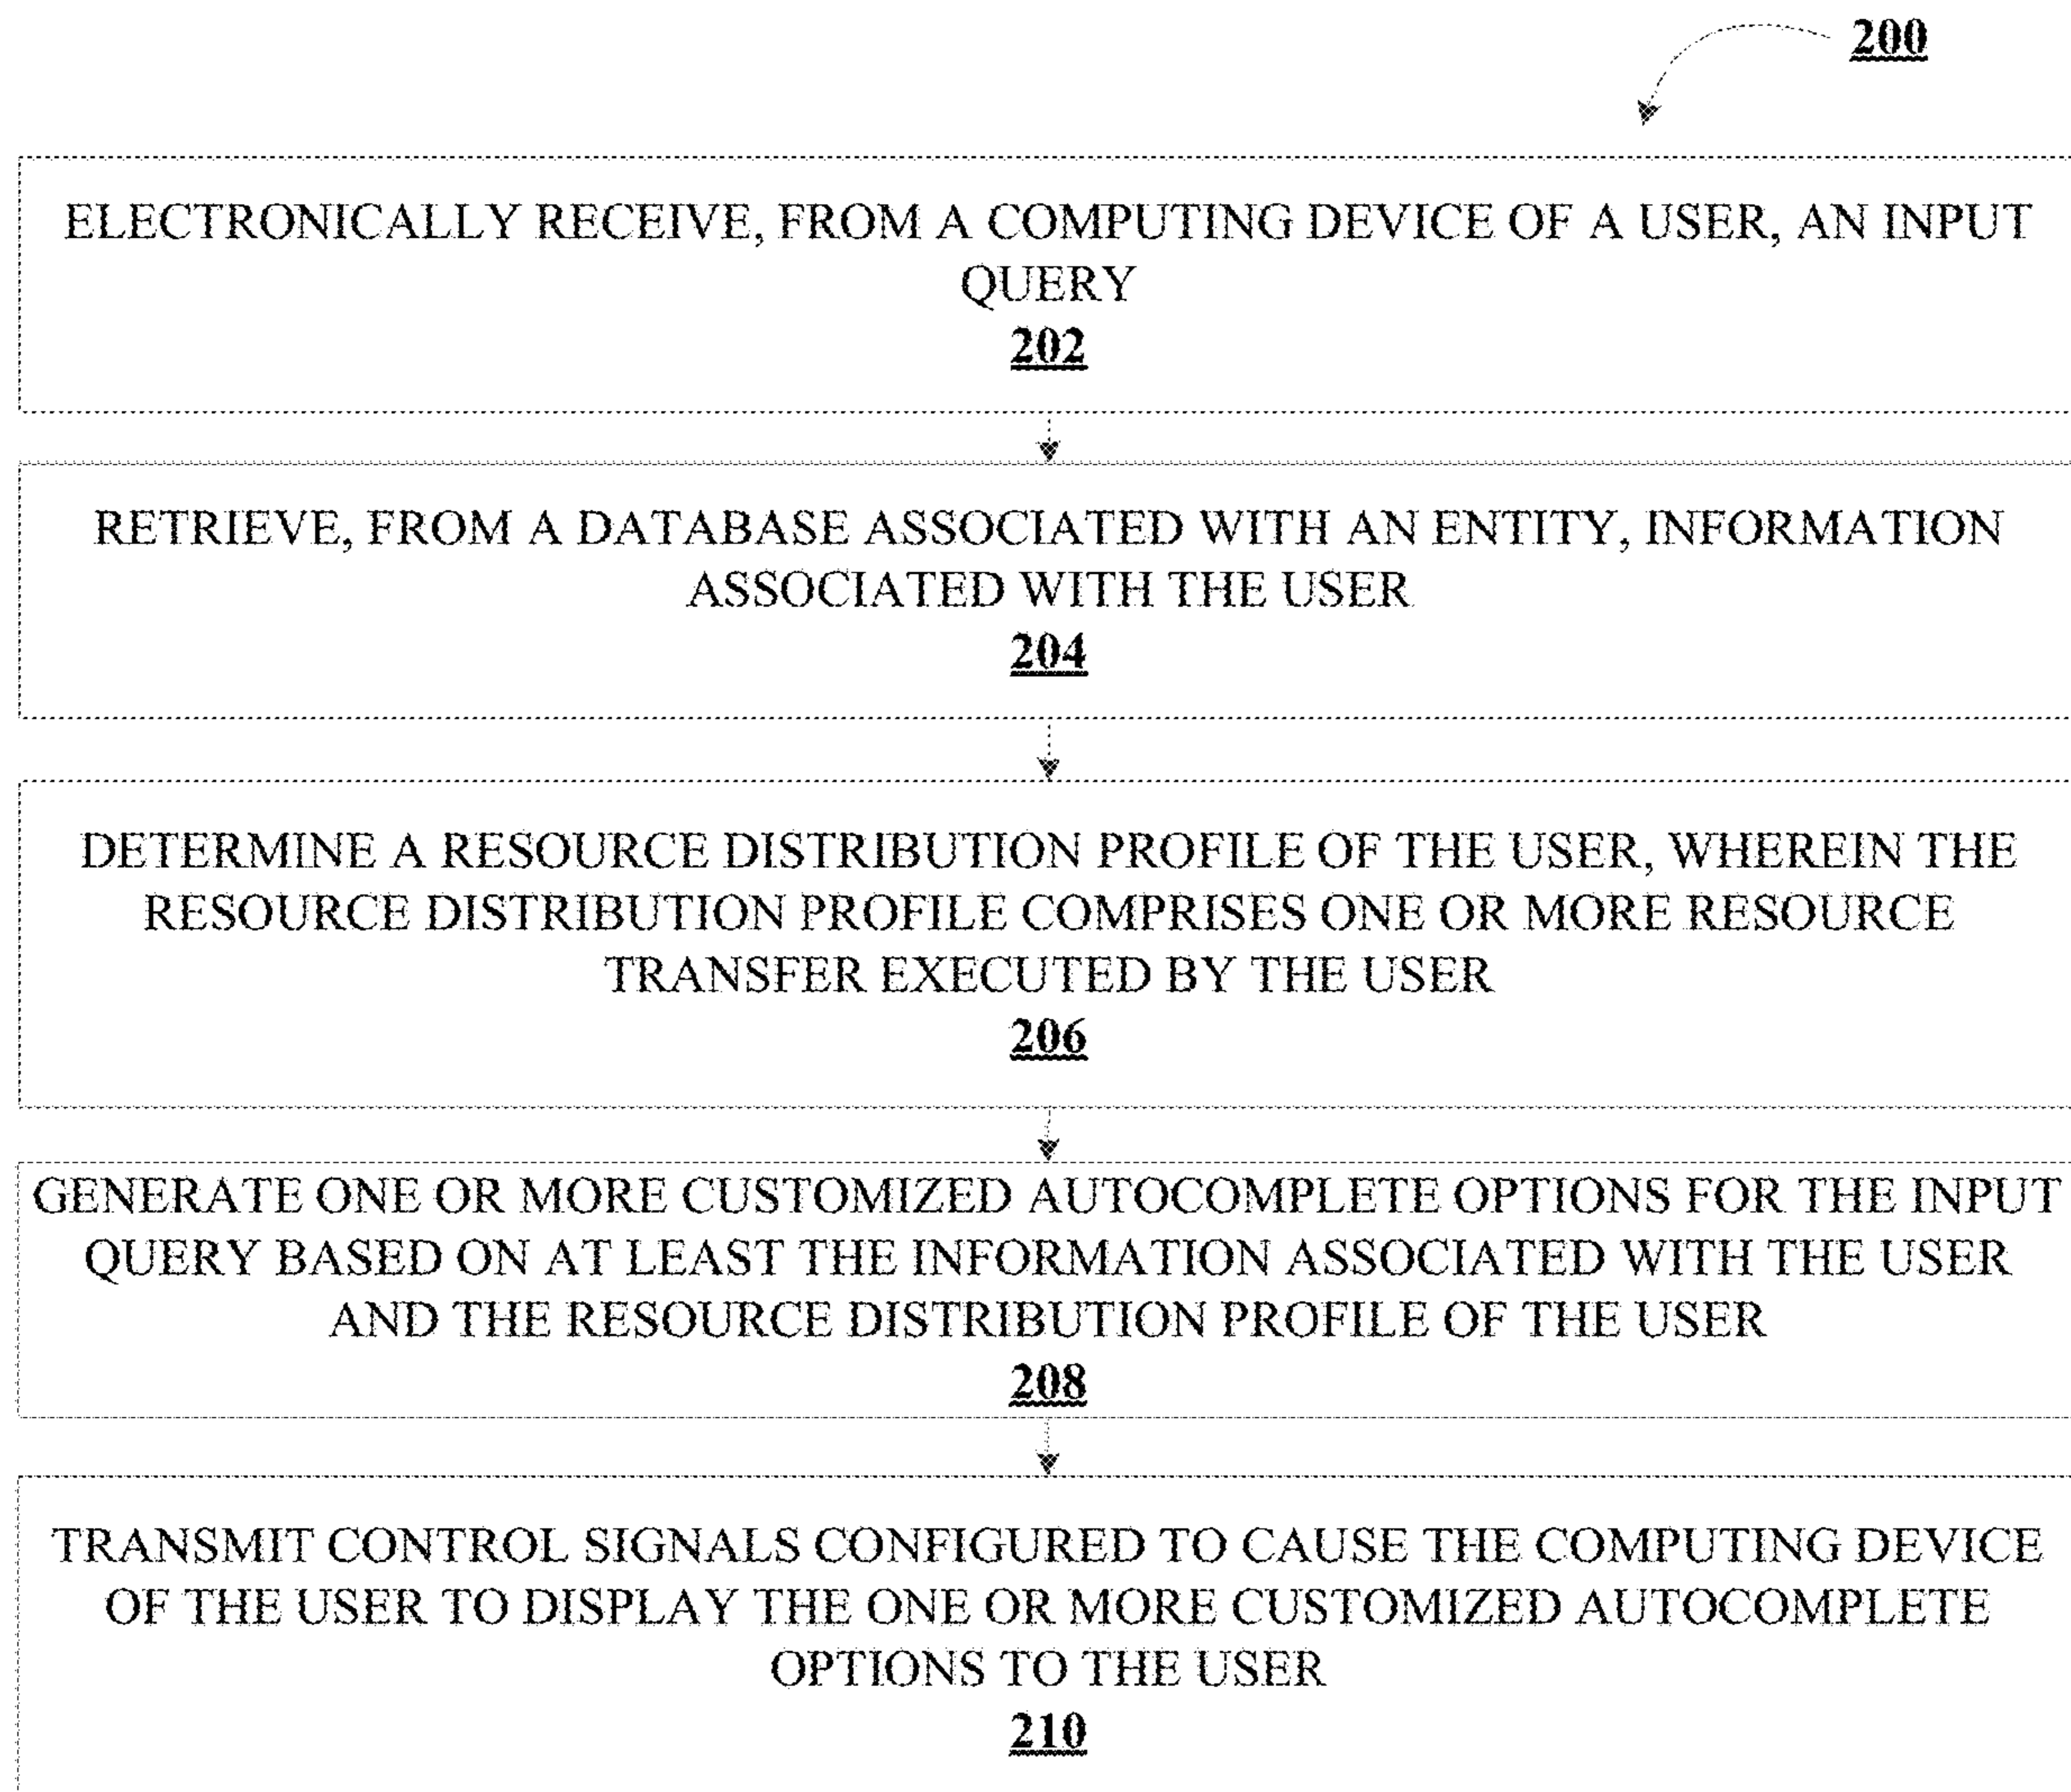 200
ELECTRONICALLY RECEIVE, FROM A COMPUTING DEVICE OF A USER, AN INPUT
QUERY
202
RETRIEVE, FROM A DATABASE ASSOCIATED WITH AN ENTITY, INFORMATION
ASSOCIATED WITH THE USER
204
DETERMINE A RESOURCE DISTRIBUTION PROFILE OF THE USER, WHEREIN THE
RESOURCE DISTRIBUTION PROFILE COMPRISES ONE OR MORE RESOURCE
TRANSFER EXECUTED BY THE USER
206
GENERATE ONE OR MORE CUSTOMIZED AUTOCOMPLETE OPTIONS FOR THE INPUT
QUERY BASED ON AT LEAST THE INFORMATION ASSOCIATED WITH THE USER
AND THE RESOURCE DISTRIBUTION PROFILE OF THE USER
208
TRANSMIT CONTROL SIGNALS CONFIGURED TO CAUSE THE COMPUTING DEVICE
OF THE USER TO DISPLAY THE ONE OR MORE CUSTOMIZED AUTOCOMPLETE
OPTIONS TO THE USER
210